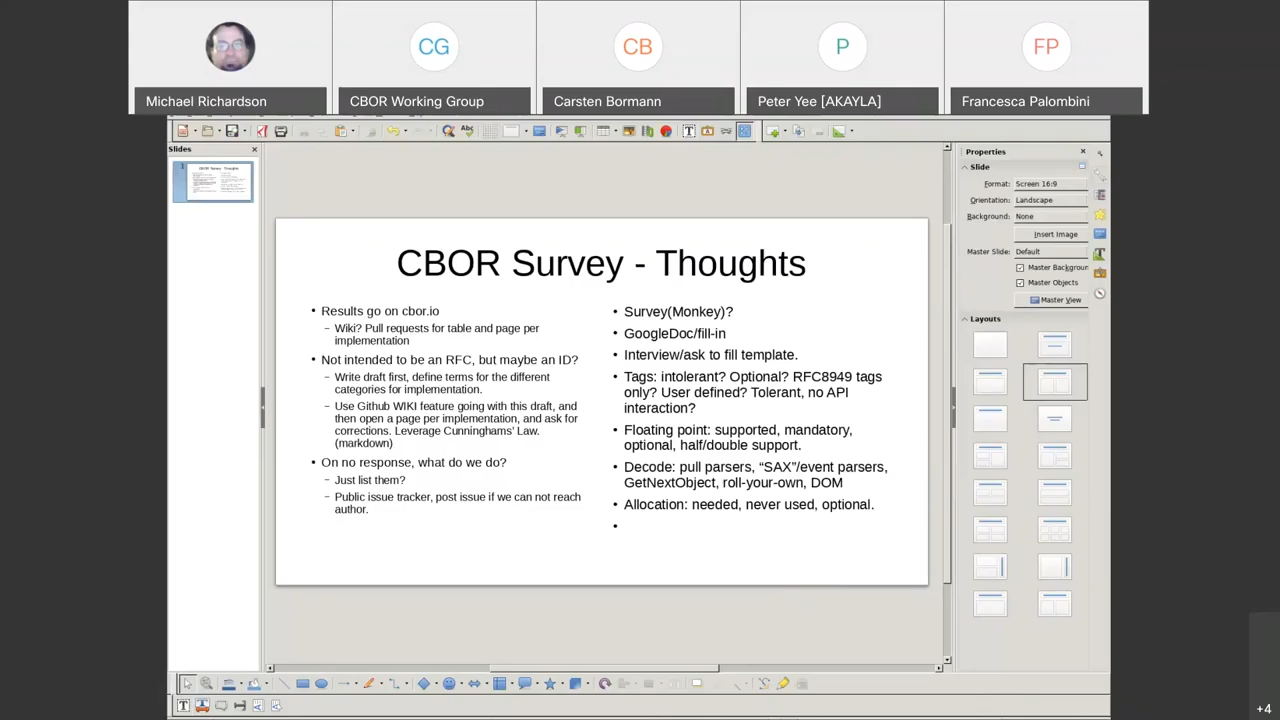 CG
CB
P
FP
Michael Richardson
CBOR Working Group
Carsten Bormann
Peter Yee [AKAYLA]
Francesca Palombini
Slides
1
CBOR Survey - Thoughts
• Results go on cbor.io
– Wiki? Pull requests for table and page per
implementation
• Not intended to be an RFC, but maybe an ID?
– Write draft first, define terms for the different
categories for implementation.
– Use Github WIKI feature going with this draft, and
then open a page per implementation, and ask for
corrections. Leverage Cunninghams' Law.
(markdown)
• On no response, what do we do?
– Just list them?
– Public issue tracker, post issue if we can not reach
author.
• Survey(Monkey)?
• GoogleDoc/fill-in
• Interview/ask to fill template.
• Tags: intolerant? Optional? RFC8949 tags
only? User defined? Tolerant, no API
interaction?
• Floating point: supported, mandatory,
optional, half/double support.
• Decode: pull parsers, “SAX”/event parsers,
GetNextObject, roll-your-own, DOM
• Allocation: needed, never used, optional.
•
Properties
Slide
Format: Screen 16:9
Orientation: Landscape
Background: None
Insert Image
Master Slide: Default
Master Backgroun
Master Objects
Master View
Layouts
+4